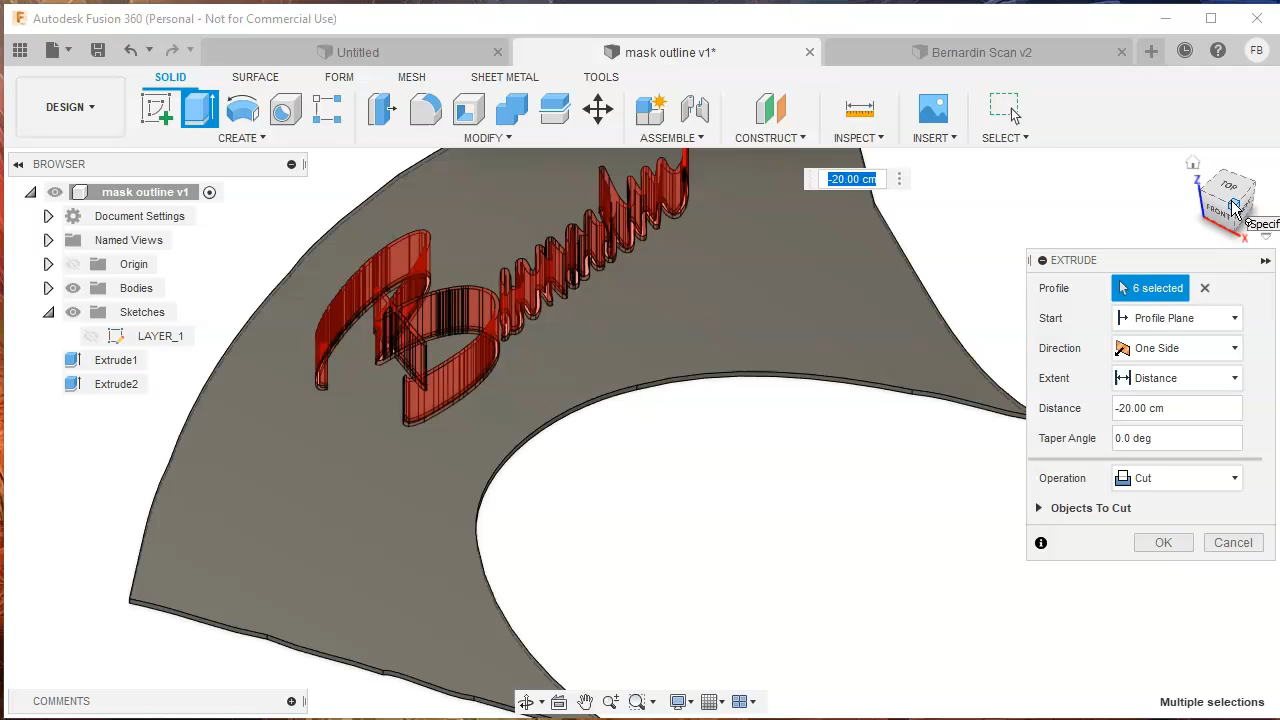 Autodesk Fusion 360 (Personal - Not for Commercial Use)
Untitled
mask outline v1*
Bernardin Scan v2
FB
DESIGN
SOLID
SURFACE
FORM
MESH
SHEET METAL
TOOLS
CREATE
MODIFY
ASSEMBLE
CONSTRUCT
INSPECT
INSERT
SELECT
BROWSER
mask outline v1
Document Settings
Named Views
Origin
Bodies
Sketches
LAYER_1
Extrude1
Extrude2
-20.00 cm
Z
TOP
FRONT
X
Specif
EXTRUDE
Profile
6 selected
Start
Profile Plane
Direction
One Side
Extent
Distance
Distance
-20.00 cm
Taper Angle
0.0 deg
Operation
Cut
Objects To Cut
OK
Cancel
COMMENTS
Multiple selections